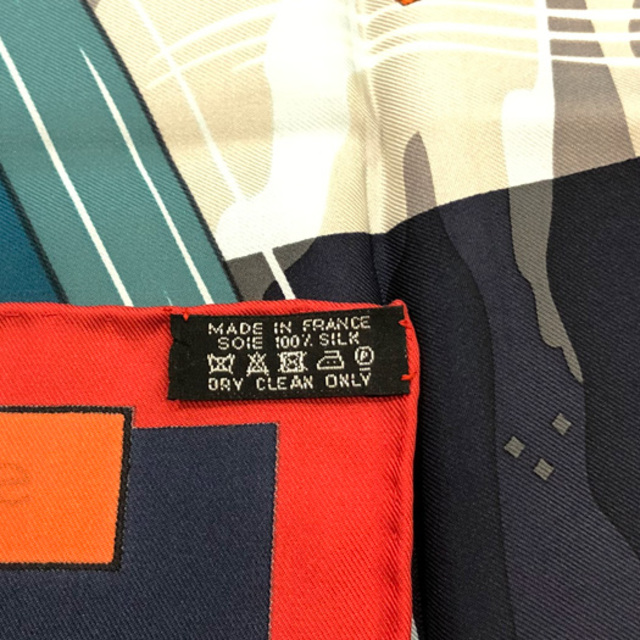 MADE IN FRANCE
SOIE 100% SILK
P
DRY CLEAN ONLY
e